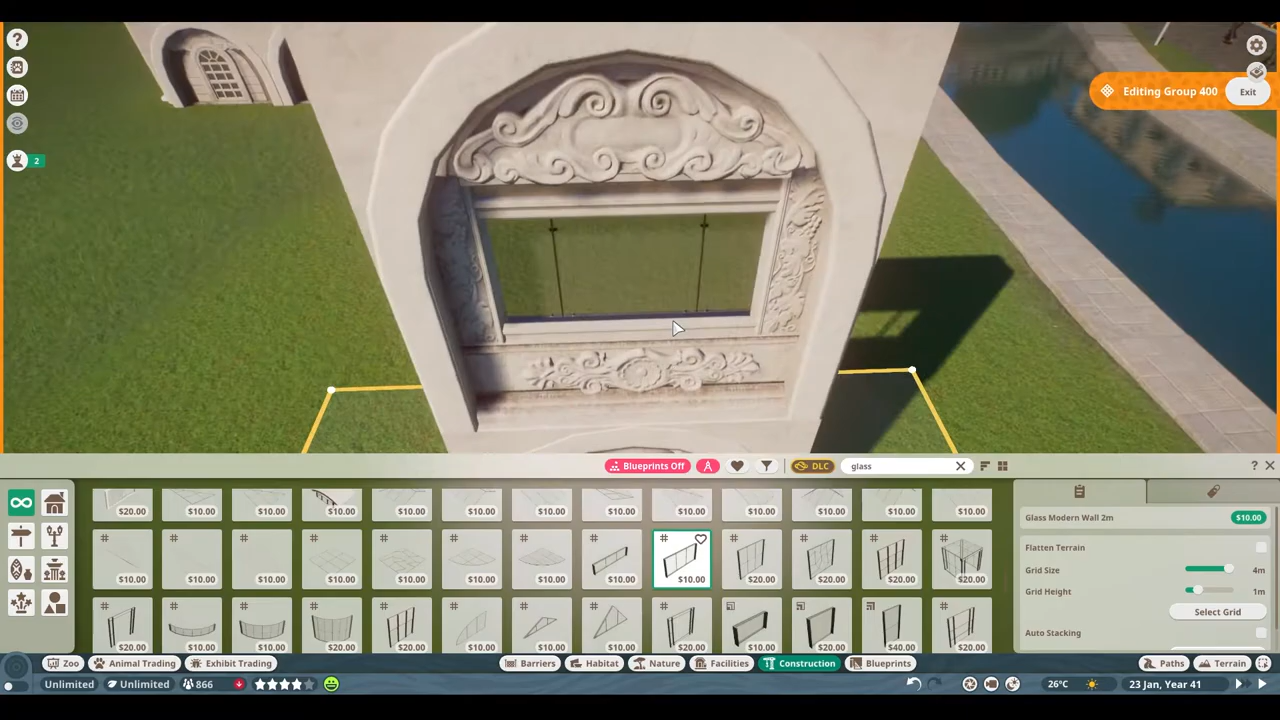 Editing Group 400
Exit
2
Blueprints Off
DLC
glass
$20.00 $10.00 $10.00 $10.00 $10.00 $10.00 $10.00 $10.00 $10.00 $10.00 $10.00 $10.00 $10.00
$10.00 $10.00 $10.00 $10.00 $10.00 $10.00 $10.00 $10.00 $10.00 $20.00 $20.00 $20.00 $20.00
$20.00 $10.00 $10.00 $20.00 $20.00 $10.00 $10.00 $10.00 $20.00 $20.00 $20.00 $40.00 $20.00
Glass Modern Wall 2m
$10.00
Flatten Terrain
Grid Size 4m
Grid Height 1m
Select Grid
Auto Stacking
Zoo Animal Trading Exhibit Trading Barriers Habitat Nature Facilities Construction Blueprints Paths Terrain
Unlimited Unlimited 866 26°C 23 Jan, Year 41